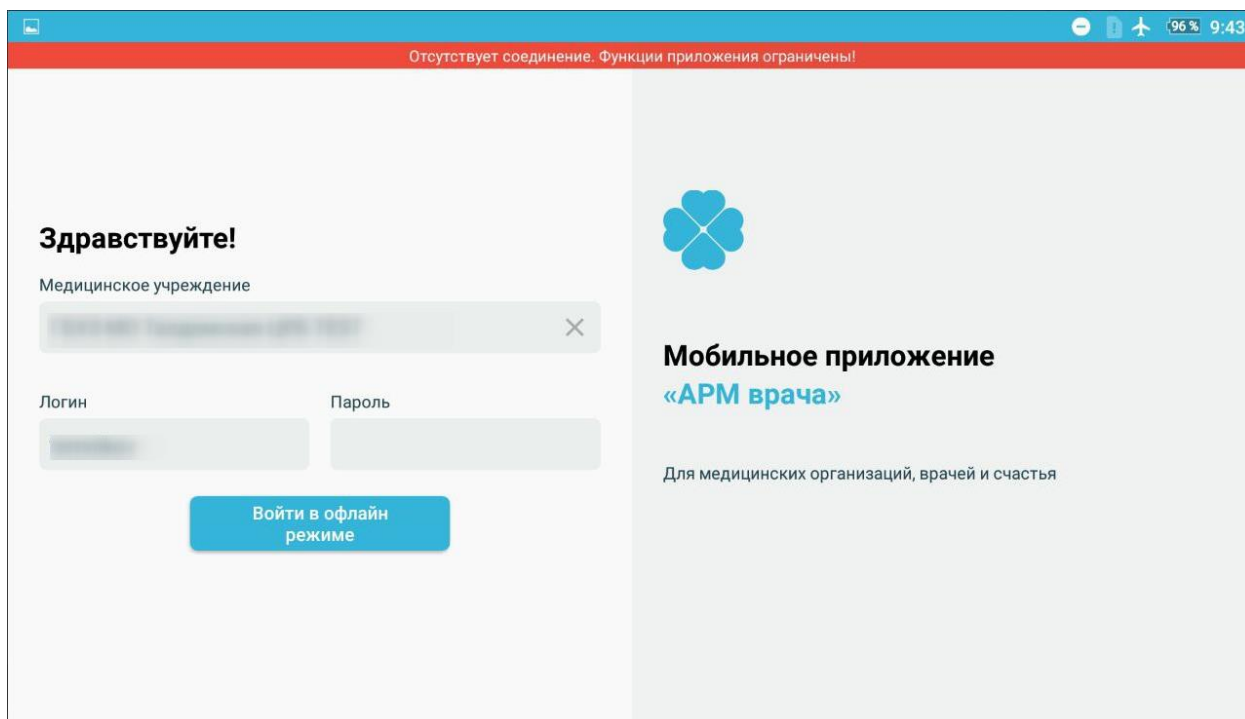 96 % 9:43
Отсутствует соединение. Функции приложения ограничены!
Здравствуйте!
Медицинское учреждение
Логин
Пароль
Войти в офлайн
режиме
Мобильное приложение
«АРМ врача»
Для медицинских организаций, врачей и счастья